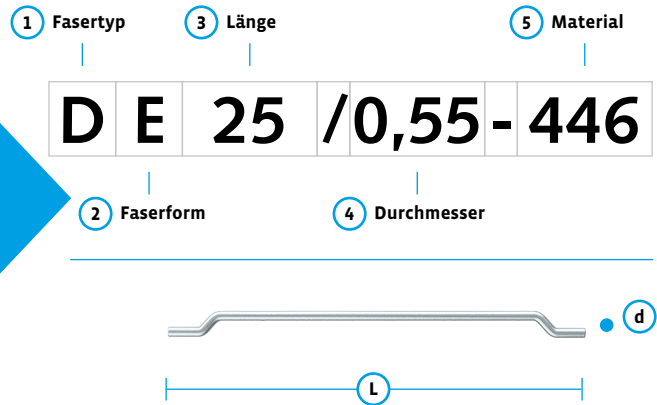 1 Fasertyp 3 Länge 5 Material
D E 25 /0,55-446
2 Faserform 4 Durchmesser
d
L